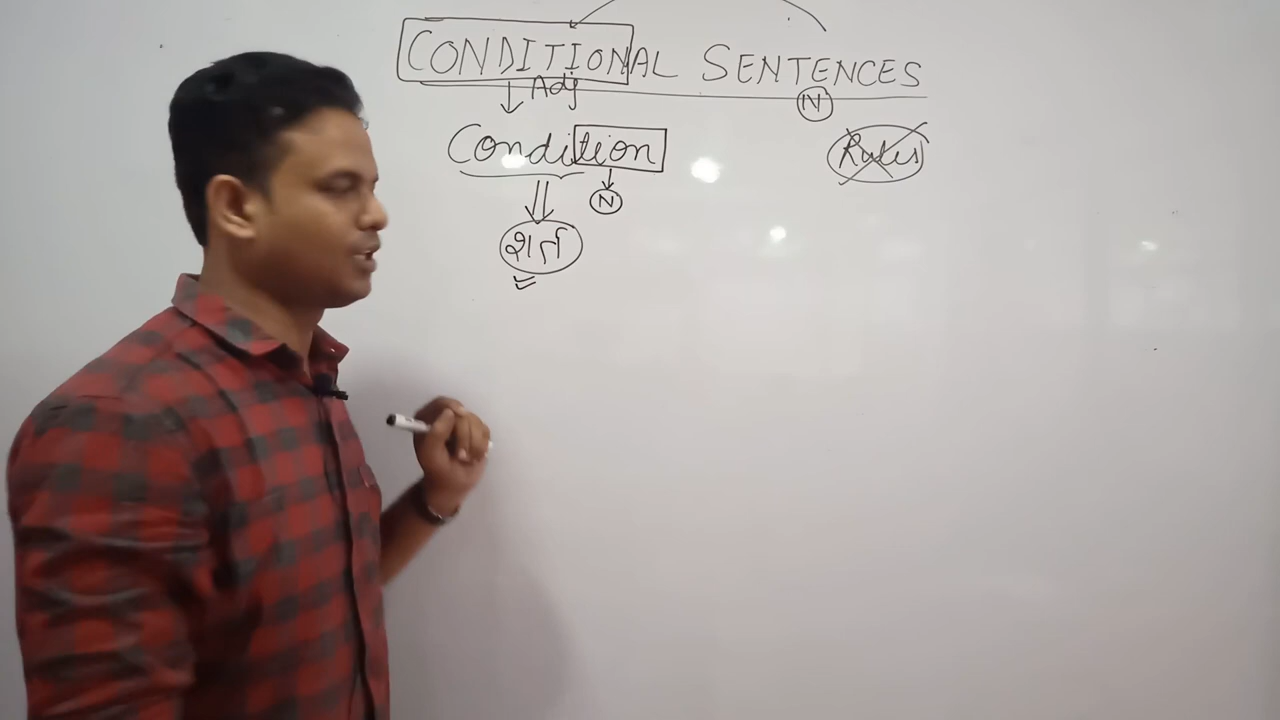 CONDITIONAL SENTENCES
Adj
N
Condition
Rules
N
शर्त